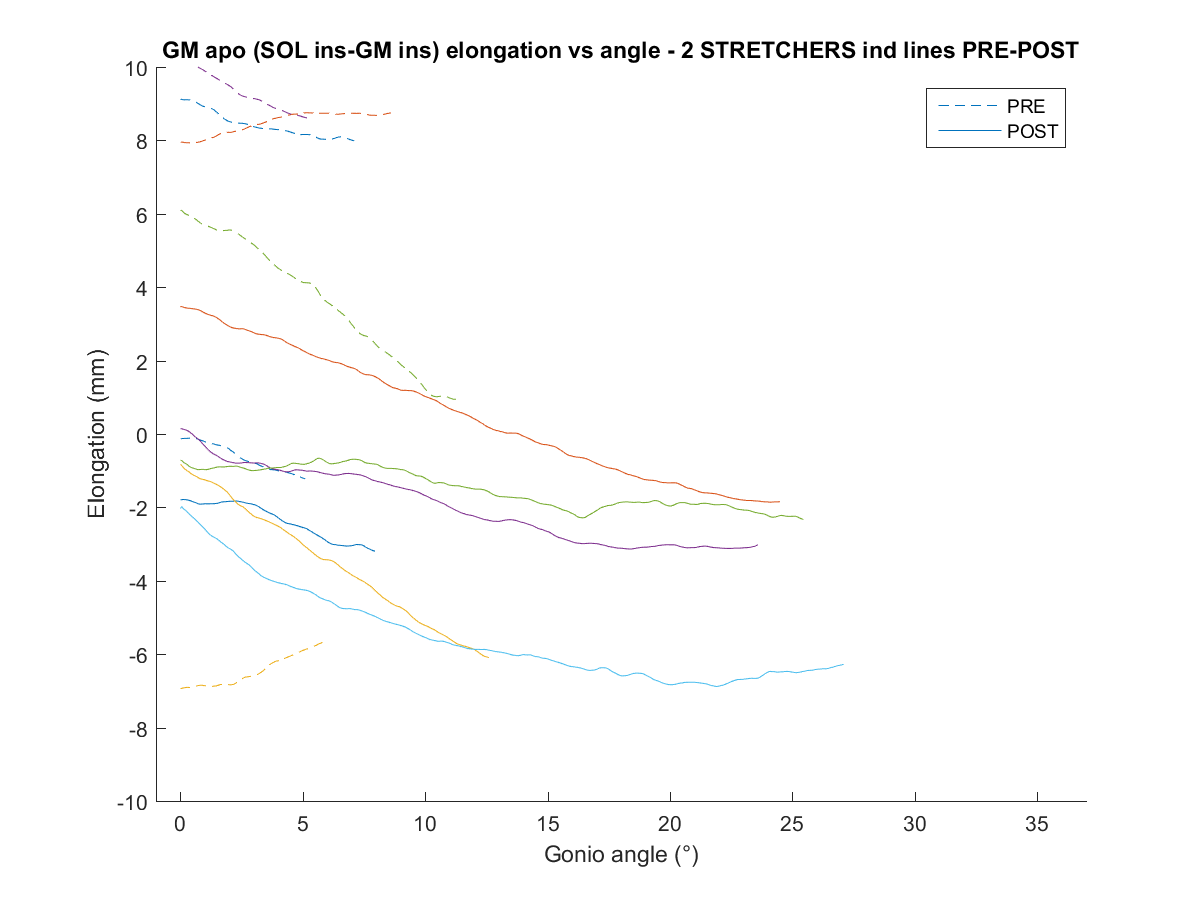 GM apo (SOL ins-GM ins) elongation vs angle - 2 STRETCHERS ind lines PRE-POST
PRE
POST
10
8
6
4
2
0
-2
-4
-6
-8
-10
Elongation (mm)
0 5 10 15 20 25 30 35
Gonio angle (°)